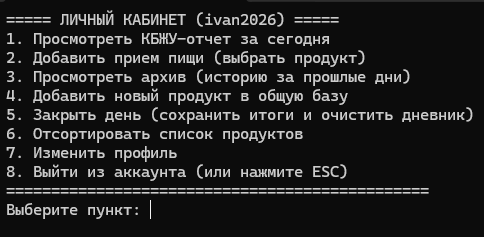 ===== ЛИЧНЫЙ КАБИНЕТ (ivan2026) =====
1. Просмотреть КБЖУ-отчет за сегодня
2. Добавить прием пищи (выбрать продукт)
3. Просмотреть архив (историю за прошлые дни)
4. Добавить новый продукт в общую базу
5. Закрыть день (сохранить итоги и очистить дневник)
6. Отсортировать список продуктов
7. Изменить профиль
8. Выйти из аккаунта (или нажмите ESC)
===============================================
Выберите пункт: